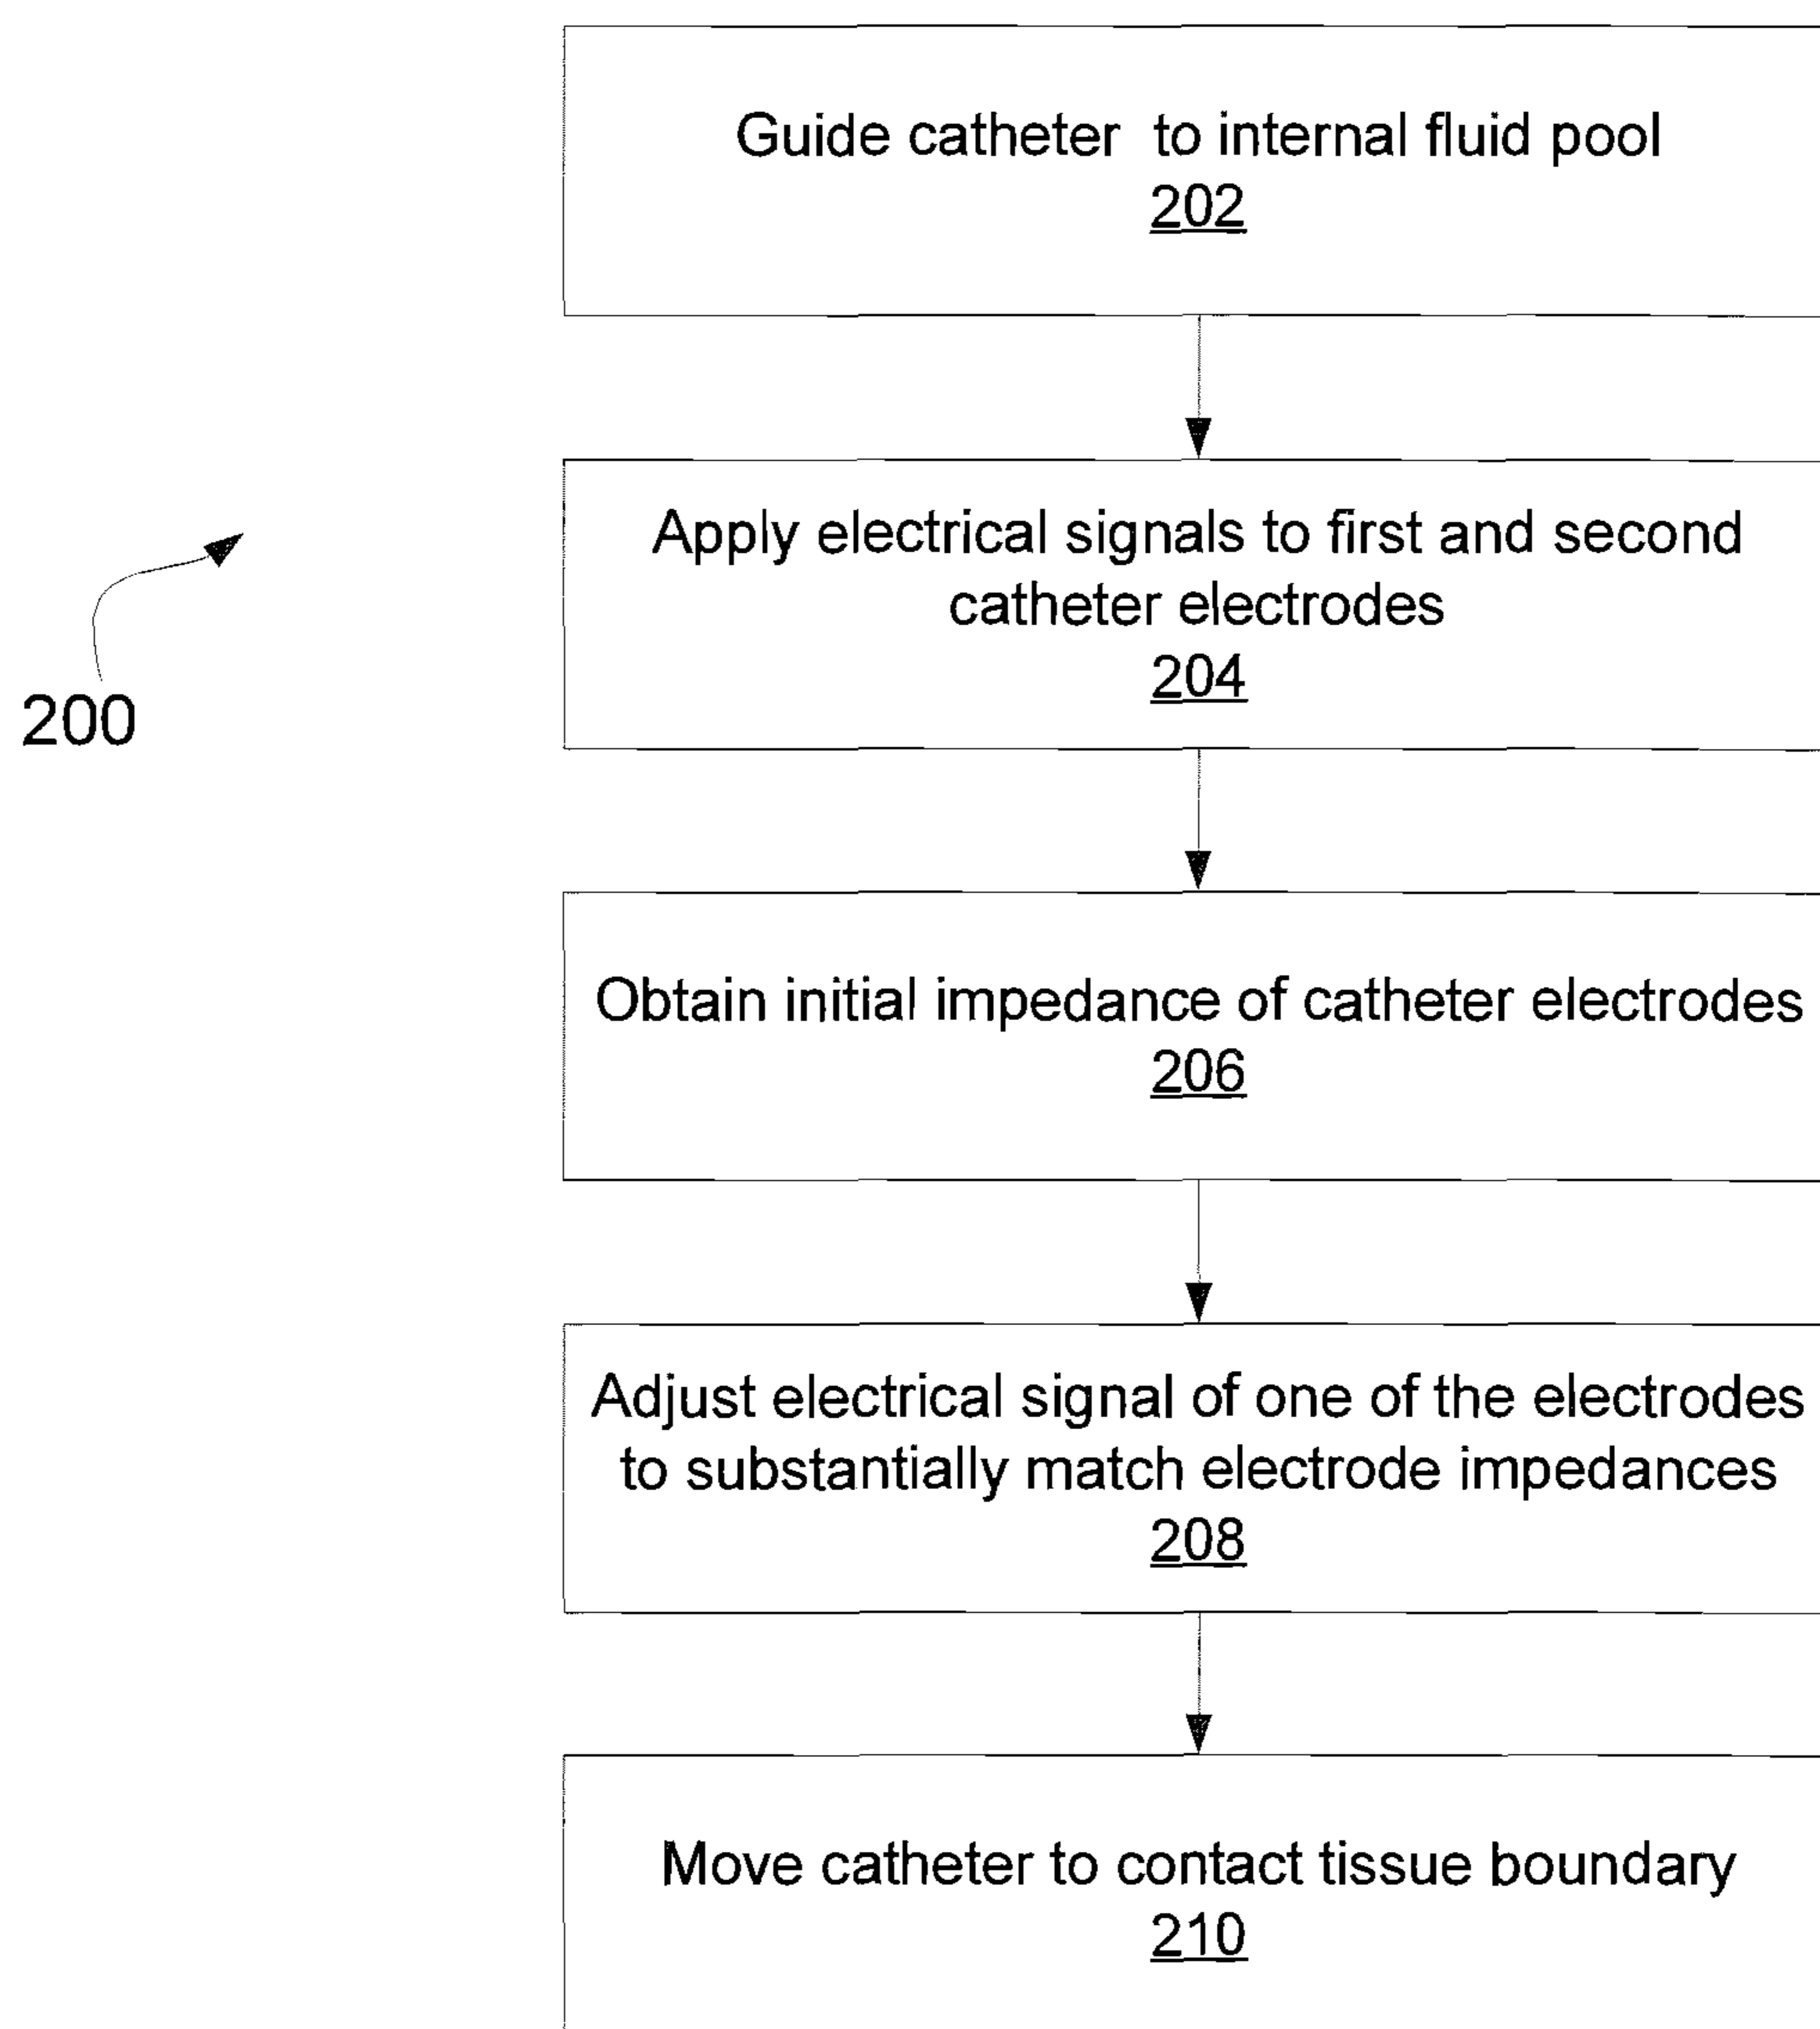 Guide catheter to internal fluid pool
202
Apply electrical signals to first and second
catheter electrodes
204
200
Obtain initial impedance of catheter electrodes
206
Adjust electrical signal of one of the electrodes
to substantially match electrode impedances
208
Move catheter to contact tissue boundary
210